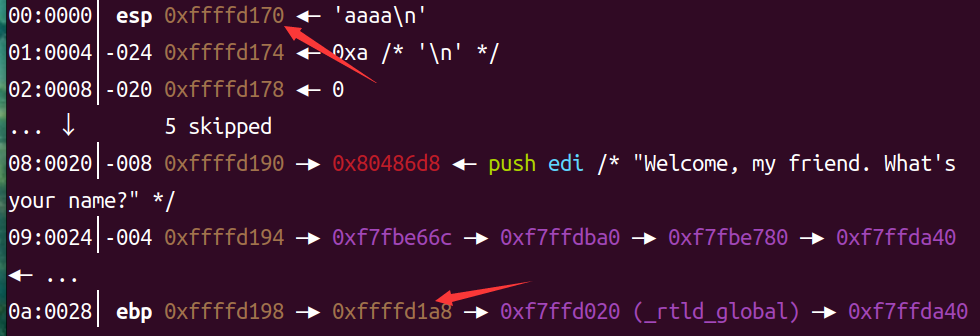 00:0000│ esp 0xffffd170 ◂— 'aaaa\n'
01:0004│-024 0xffffd174 ◂— 0xa /* '\n' */
02:0008│-020 0xffffd178 ◂— 0
... ↓ 5 skipped
08:0020│-008 0xffffd190 —▸ 0x80486d8 ◂— push edi /* "Welcome, my friend. What's
your name?" */
09:0024│-004 0xffffd194 —▸ 0xf7fbe66c —▸ 0xf7ffdba0 —▸ 0xf7fbe780 —▸ 0xf7ffda40
◂— ...
0a:0028│ ebp 0xffffd198 —▸ 0xffffd1a8 —▸ 0xf7ffd020 (_rtld_global) —▸ 0xf7ffda40